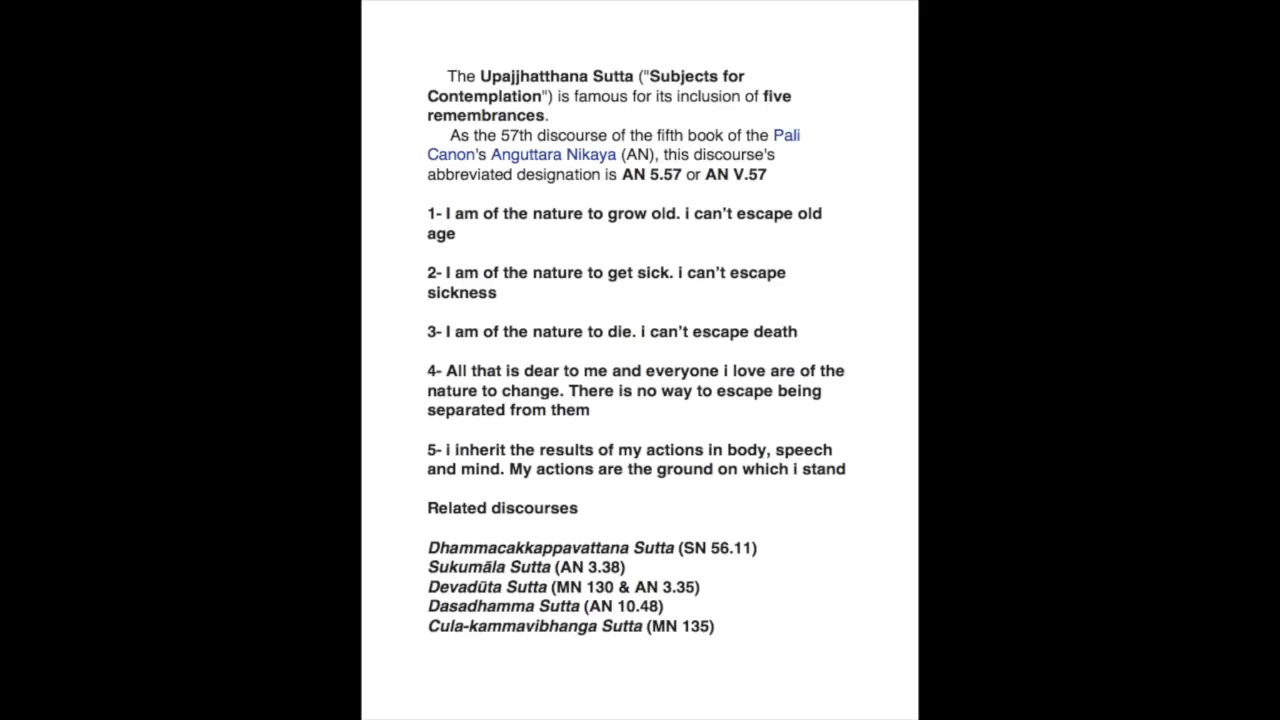 The Upajjhatthana Sutta ("Subjects for
Contemplation") is famous for its inclusion of five
remembrances.
As the 57th discourse of the fifth book of the Pali
Canon's Anguttara Nikaya (AN), this discourse's
abbreviated designation is AN 5.57 or AN V.57
1- I am of the nature to grow old. i can't escape old
age
2- I am of the nature to get sick. i can't escape
sickness
3- I am of the nature to die. i can't escape death
4- All that is dear to me and everyone i love are of the
nature to change. There is no way to escape being
separated from them
5- i inherit the results of my actions in body, speech
and mind. My actions are the ground on which i stand
Related discourses
Dhammacakkappavattana Sutta (SN 56.11)
Sukumāla Sutta (AN 3.38)
Devadūta Sutta (MN 130 & AN 3.35)
Dasadhamma Sutta (AN 10.48)
Cula-kammavibhanga Sutta (MN 135)